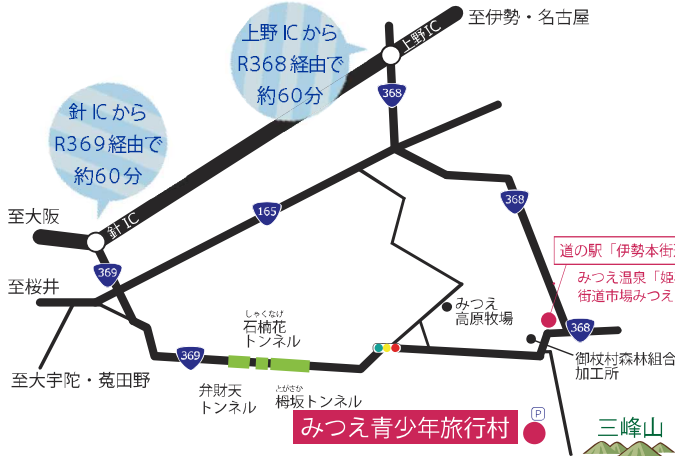 至伊勢・名古屋
上野ICから
R368経由で
約60分
上野IC
368
針ICから
R369経由で
約60分
至大阪
針IC
165
368
369
至桜井
道の駅「伊勢本街道
みつえ温泉「姫
街道市場みつえ
みつえ
高原牧場
368
しゃくなげ
石楠花
トンネル
369
御杖村森林組合
加工所
至大宇陀・菟田野
弁財天
トンネル
とがさか
栂坂トンネル
みつえ青少年旅行村
P
三峰山